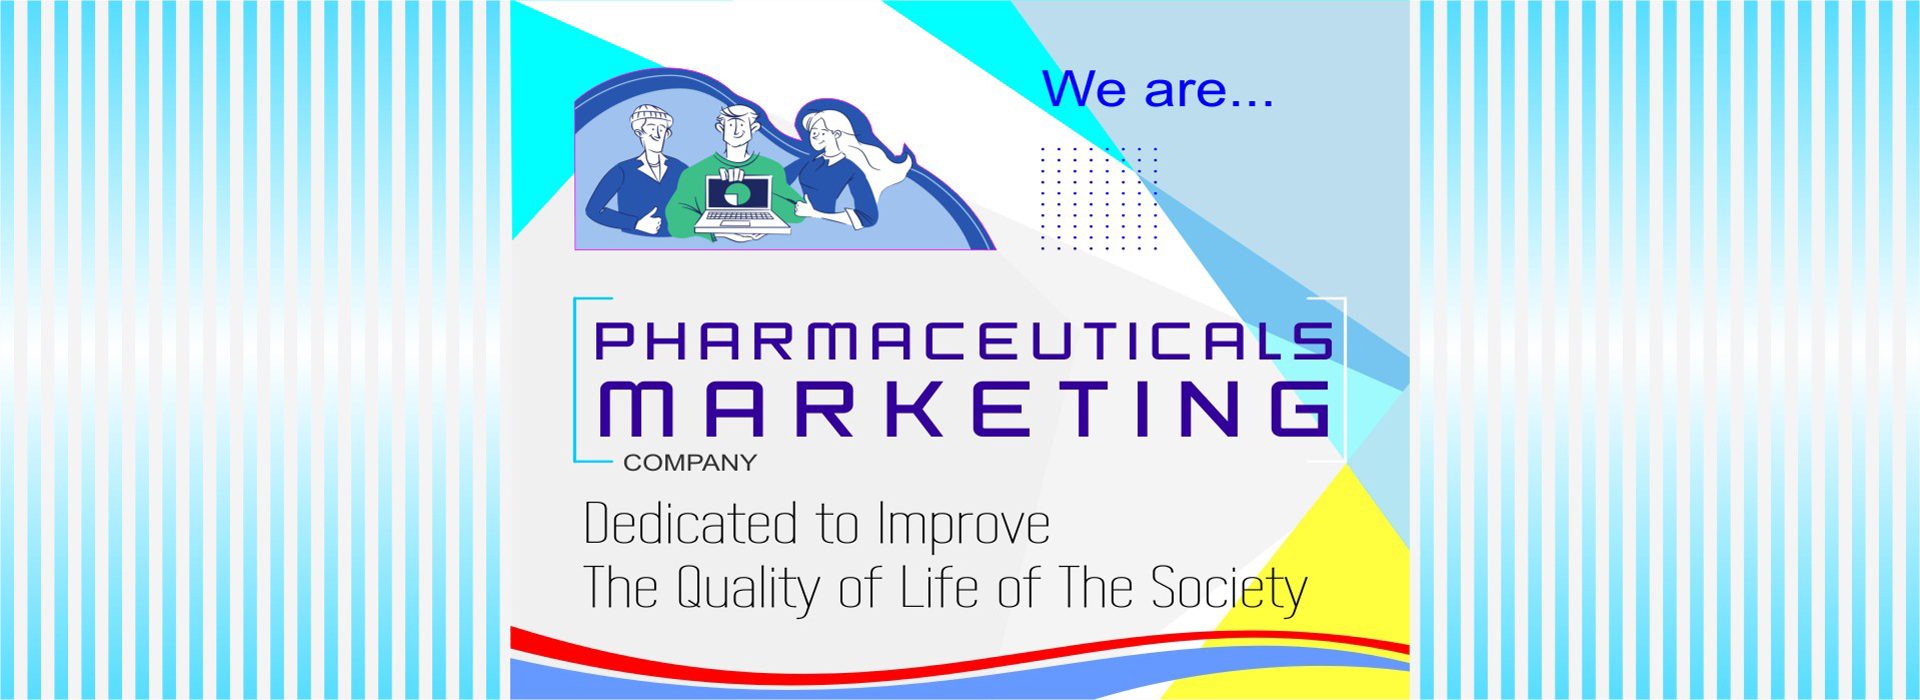 We are...
PHARMACEUTICALS
MARKETING
COMPANY
Dedicated to Improve
The Quality of Life of The Society